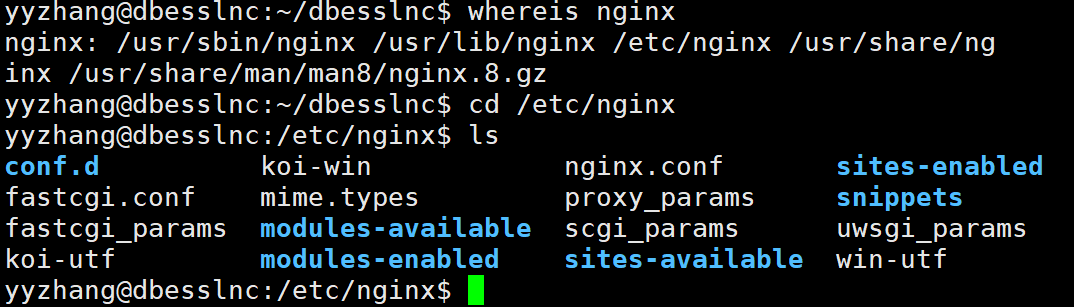 yyzhang@dbesslnc:~/dbesslnc$ whereis nginx
nginx: /usr/sbin/nginx /usr/lib/nginx /etc/nginx /usr/share/ng
inx /usr/share/man/man8/nginx.8.gz
yyzhang@dbesslnc:~/dbesslnc$ cd /etc/nginx
yyzhang@dbesslnc:/etc/nginx$ ls
conf.d          koi-win            nginx.conf       sites-enabled
fastcgi.conf    mime.types         proxy_params     snippets
fastcgi_params  modules-available  scgi_params      uwsgi_params
koi-utf         modules-enabled    sites-available  win-utf
yyzhang@dbesslnc:/etc/nginx$